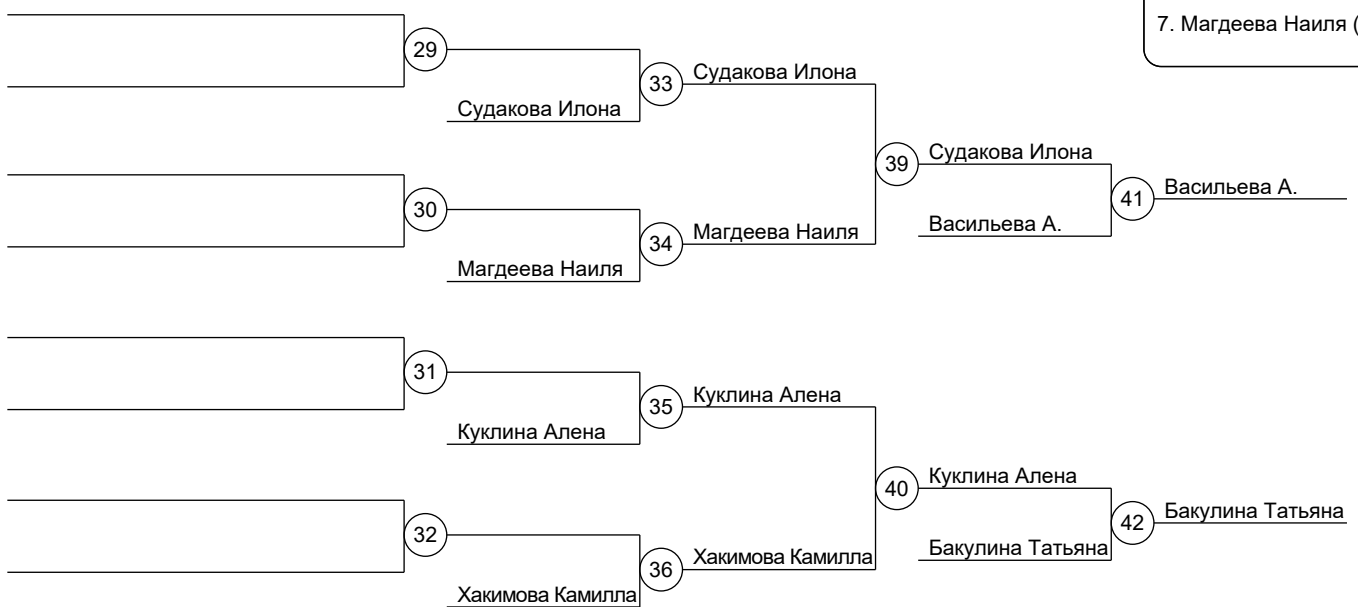 7. Магдеева Наиля (
29
33
Судакова Илона
Судакова Илона
39
Судакова Илона
41
Васильева А.
30
34
Магдеева Наиля
Васильева А.
Магдеева Наиля
31
35
Куклина Алена
Куклина Алена
40
Куклина Алена
42
Бакулина Татьяна
32
36
Хакимова Камилла
Бакулина Татьяна
Хакимова Камилла